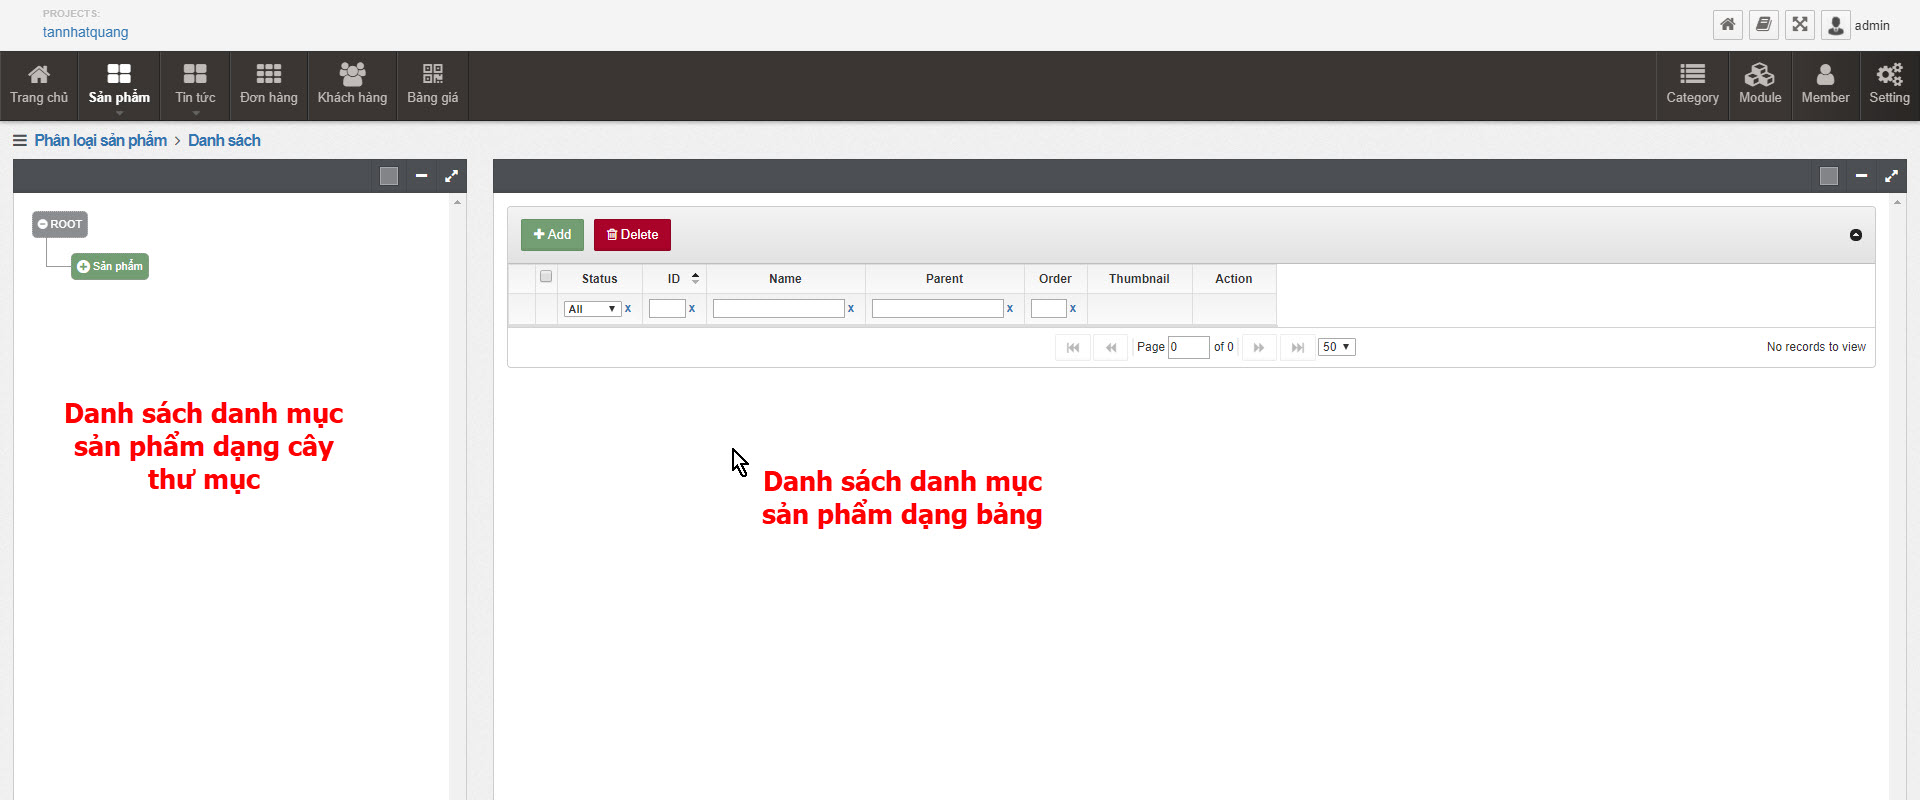 PROJECTS:
tannhatquang
admin
Trang chủ
Sản phẩm
Tin tức
Đơn hàng
Khách hàng
Bảng giá
Category
Module
Member
Setting
Phân loại sản phẩm > Danh sách
ROOT
Sản phẩm
Danh sách danh mục
sản phẩm dạng cây
thư mục
Add Delete
Status ID Name Parent Order Thumbnail Action
All x x x x x
Page 0 of 0 50 No records to view
Danh sách danh mục
sản phẩm dạng bảng